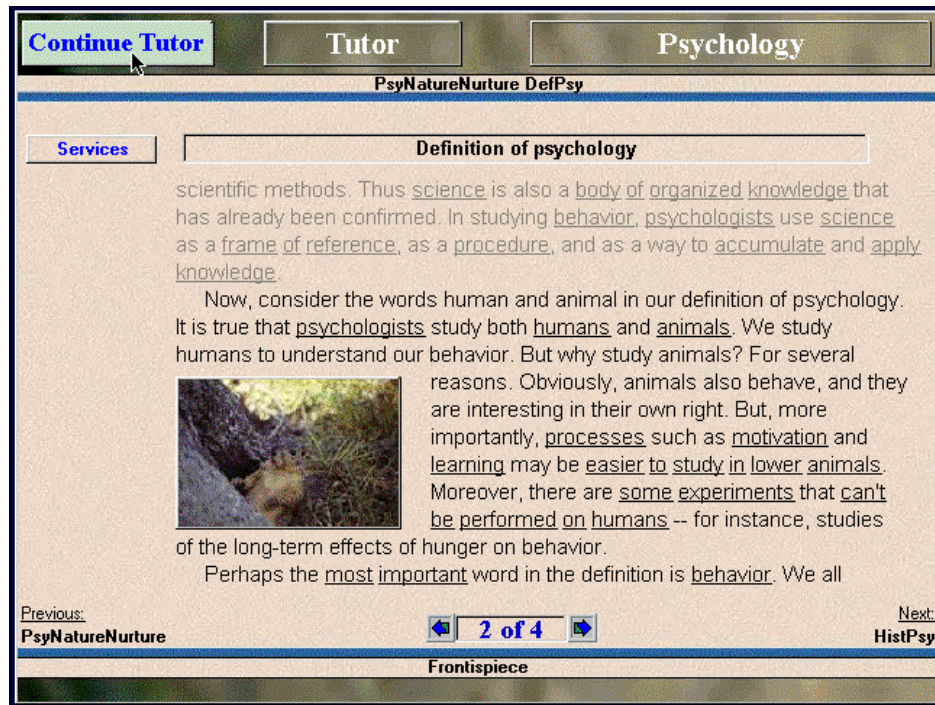 Continue Tutor
Tutor
Psychology
PsyNatureNurture DefPsy
Services
Definition of psychology
scientific methods. Thus science is also a body of organized knowledge that
has already been confirmed. In studying behavior, psychologists use science
as a frame of reference, as a procedure, and as a way to accumulate and apply
knowledge.
Now, consider the words human and animal in our definition of psychology.
It is true that psychologists study both humans and animals. We study
humans to understand our behavior. But why study animals? For several
reasons. Obviously, animals also behave, and they
are interesting in their own right. But, more
importantly, processes such as motivation and
learning may be easier to study in lower animals.
Moreover, there are some experiments that can't
be performed on humans -- for instance, studies
of the long-term effects of hunger on behavior.
Perhaps the most important word in the definition is behavior. We all
Previous:
PsyNatureNurture
2 of 4
Next:
HistPsy
Frontispiece